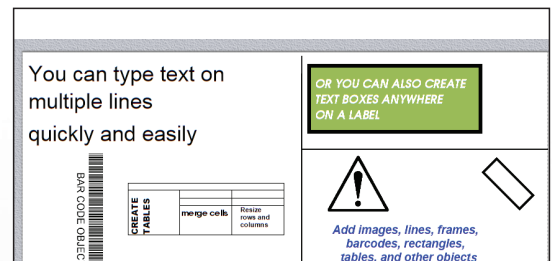 You can type text on
multiple lines
quickly and easily
OR YOU CAN ALSO CREATE
TEXT BOXES ANYWHERE
ON A LABEL
BAR CODE OBJEC
CREATE
TABLES
merge cells
Resize
rows and
columns
Add images, lines, frames,
barcodes, rectangles,
tables, and other objects